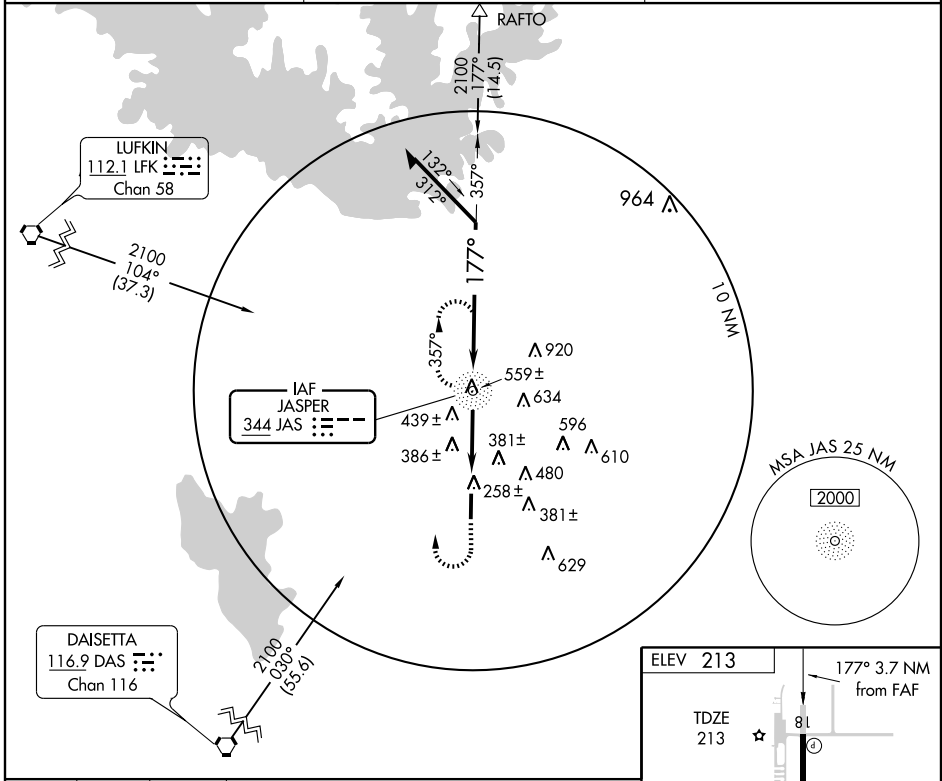 RAFTO
2100
177°
(14.5)
LUFKIN
112.1 LFK
Chan 58
132°
312°
357°
964
2100
104°
(37.3)
177°
10 NM
357°
920
559±
IAF
JASPER
344 JAS
634
439±
596
381±
386±
610
480
MSA JAS 25 NM
2000
258±
381±
629
DAISETTA
116.9 DAS
Chan 116
2100
030°
(55.6)
ELEV 213
177° 3.7 NM
from FAF
TDZE
213
18
P